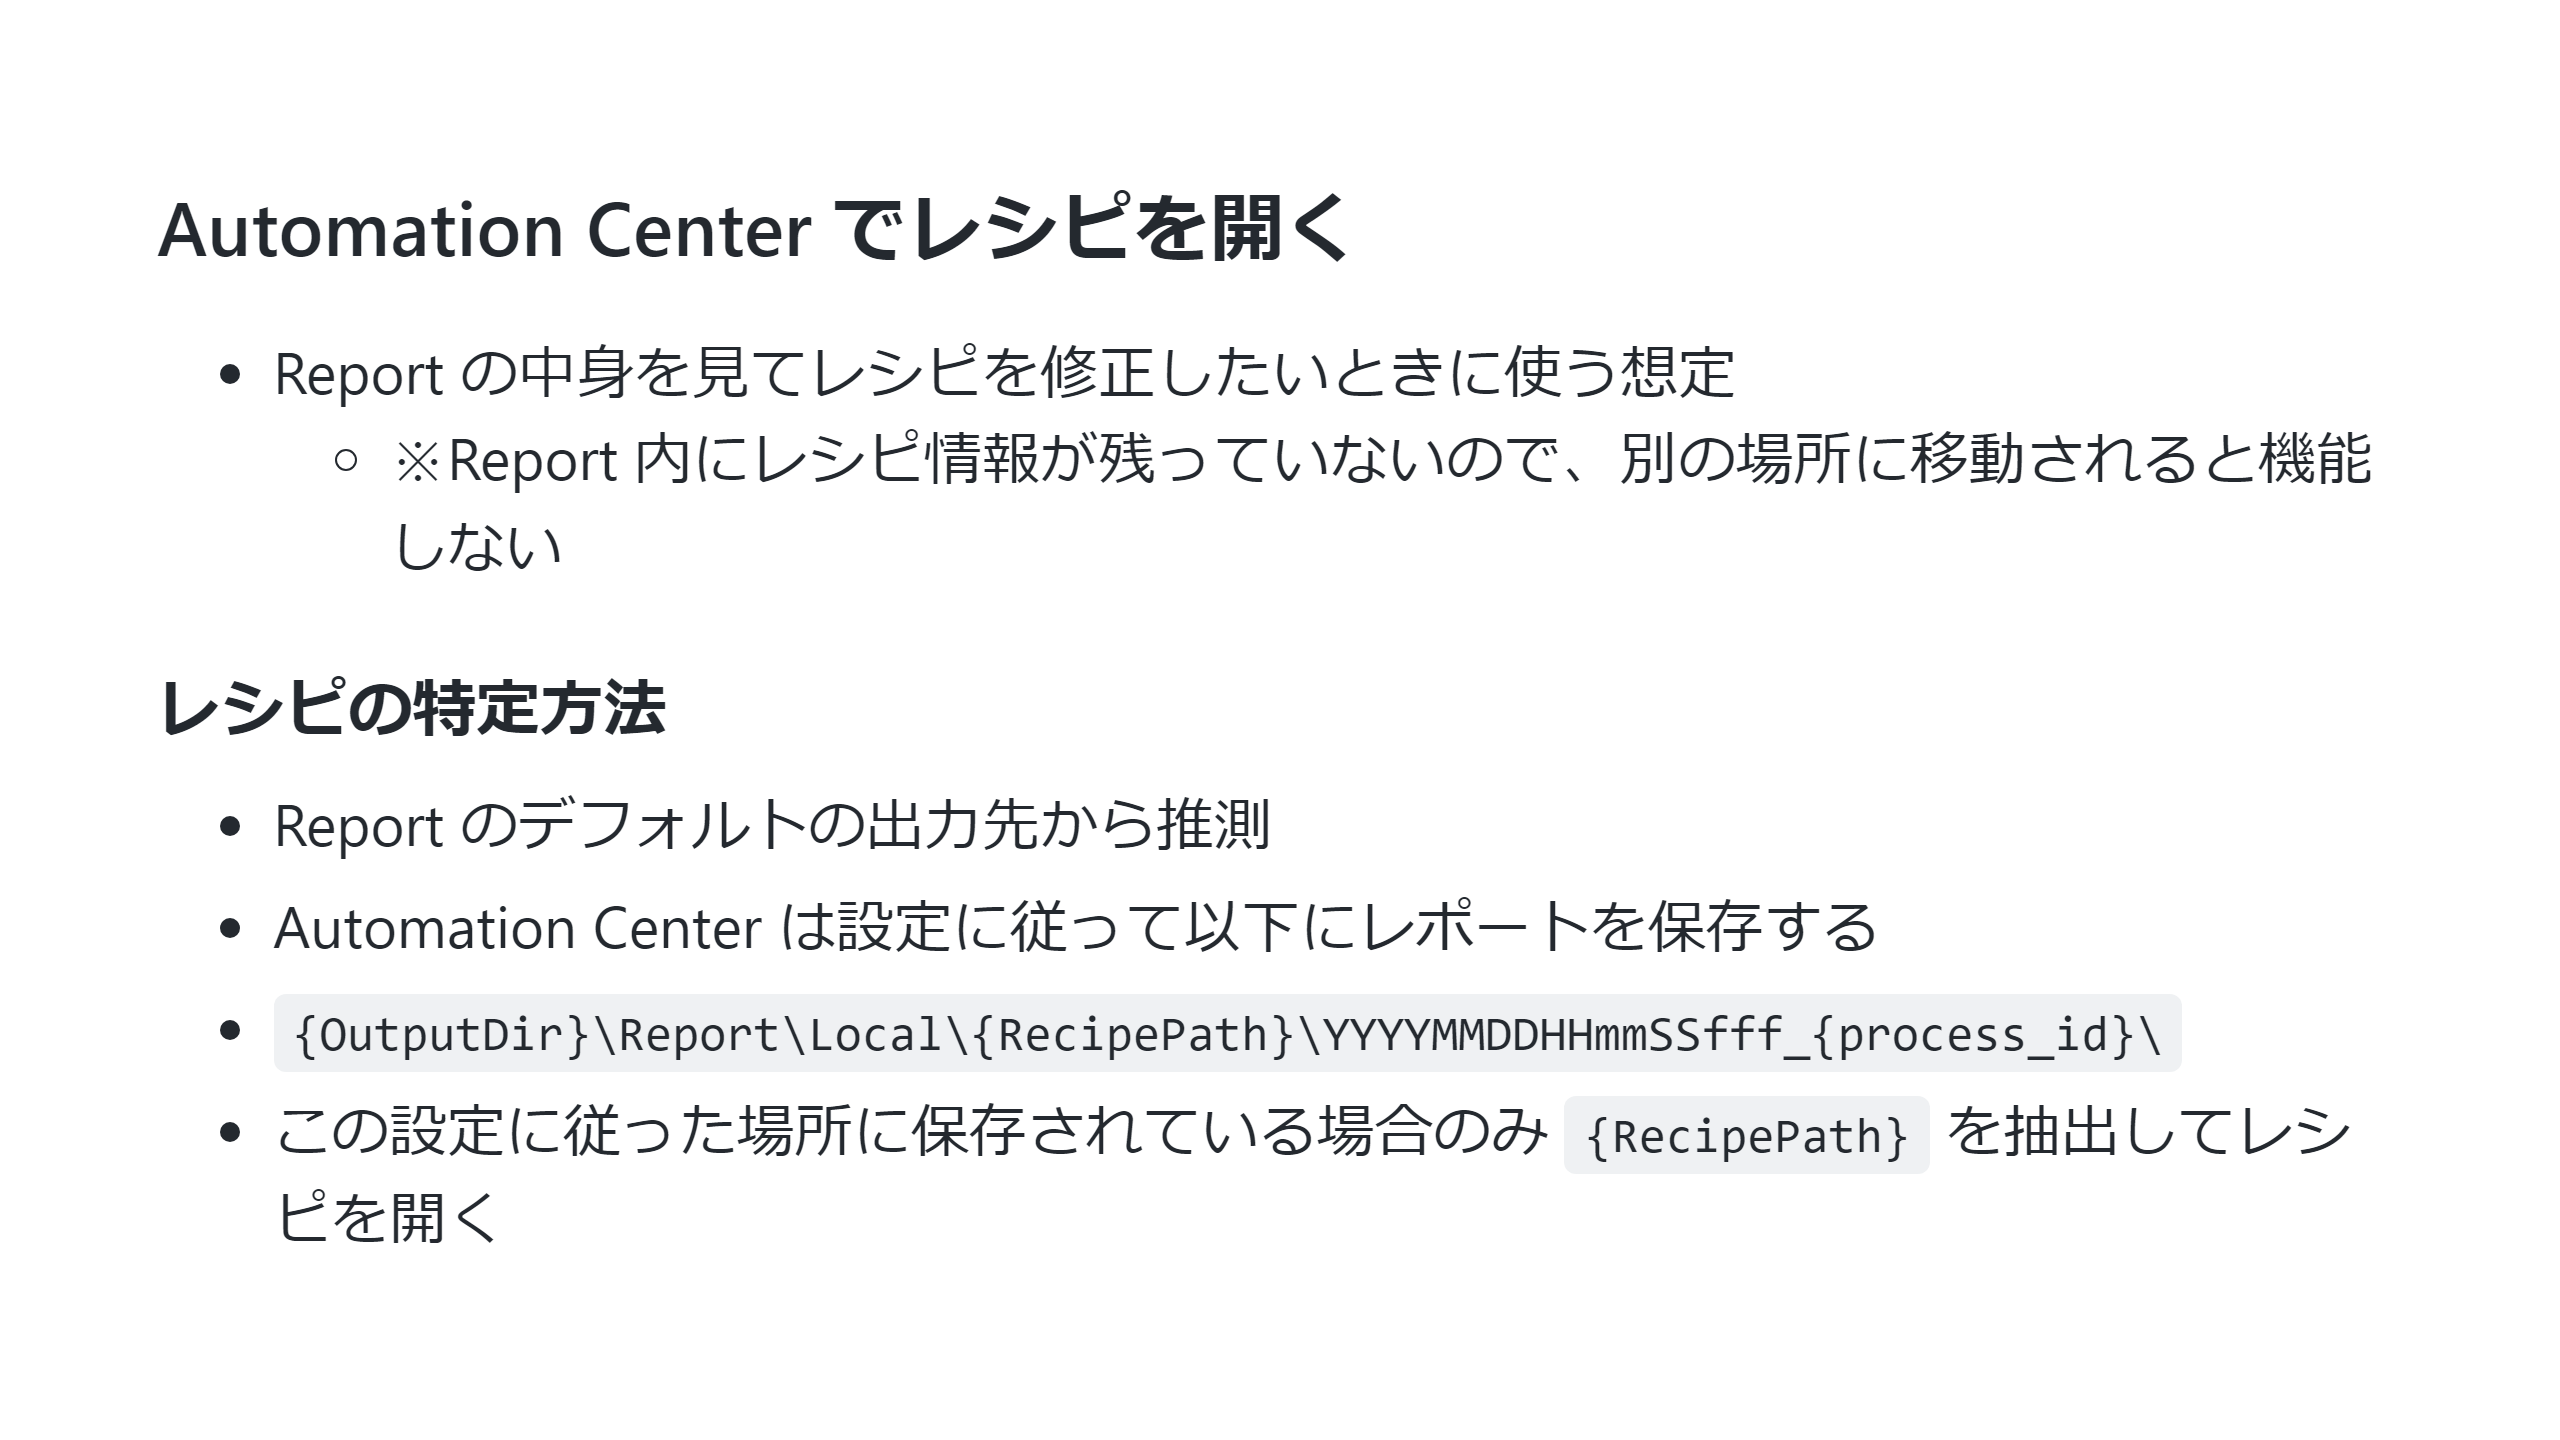 Automation Center でレシピを開く
Report の中身を見てレシピを修正したいときに使う想定
※Report 内にレシピ情報が残っていないので、別の場所に移動されると機能
しない
レシピの特定方法
Report のデフォルトの出力先から推測
Automation Center は設定に従って以下にレポートを保存する
{OutputDir}\Report\Local\{RecipePath}\YYYYMMDDHHmmSSfff_{process_id}\
この設定に従った場所に保存されている場合のみ {RecipePath} を抽出してレシ
ピを開く